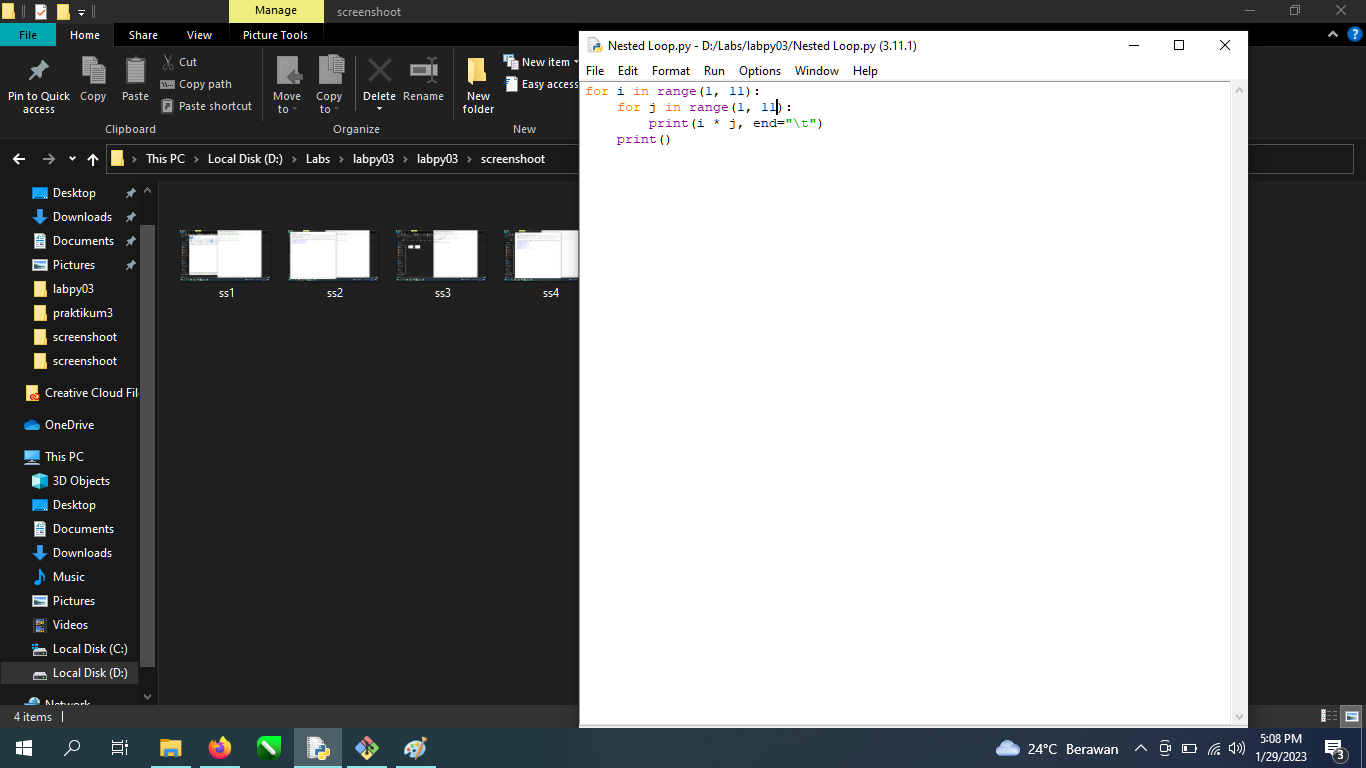 Manage
screenshoot
File
Home
Share
View
Picture Tools
Pin to Quick access
Copy
Paste
Cut
Copy path
Paste shortcut
Clipboard
Move to
Copy to
Delete
Rename
Organize
New folder
New item
Easy access
New
This PC
Local Disk (D:)
Labs
labpy03
labpy03
screenshoot
Desktop
Downloads
Documents
Pictures
labpy03
praktikum3
screenshoot
screenshoot
Creative Cloud Fil
OneDrive
This PC
3D Objects
Desktop
Documents
Downloads
Music
Pictures
Videos
Local Disk (C:)
Local Disk (D:)
Network
ss1
ss2
ss3
ss4
4 items
Nested Loop.py - D:/Labs/labpy03/Nested Loop.py (3.11.1)
File Edit Format Run Options Window Help
for i in range(1, 11):
    for j in range(1, 11):
        print(i * j, end="\t")
    print()
24°C Berawan
5:08 PM
1/29/2023
3